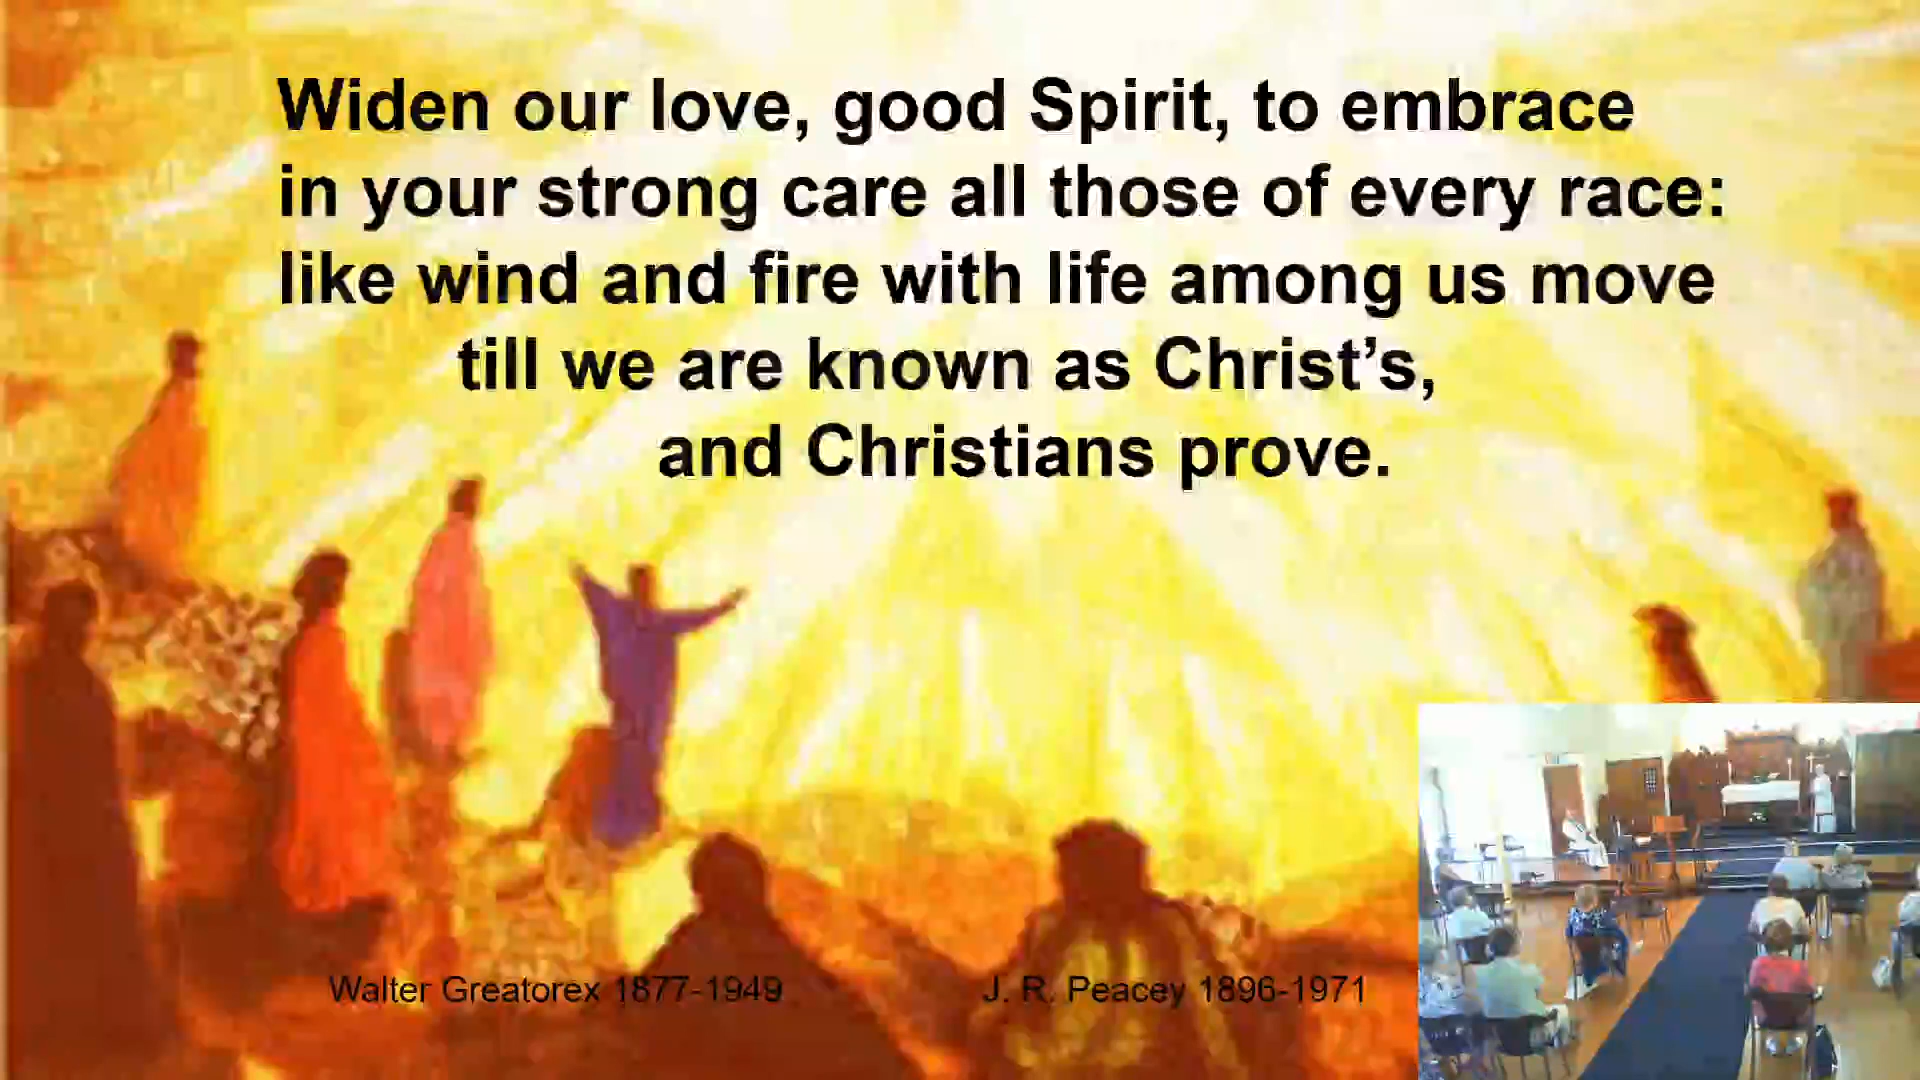 Widen our love, good Spirit, to embrace
in your strong care all those of every race:
like wind and fire with life among us move
till we are known as Christ’s,
and Christians prove.
Walter Greatorex 1877-1949
J. R. Peacey 1896-1971